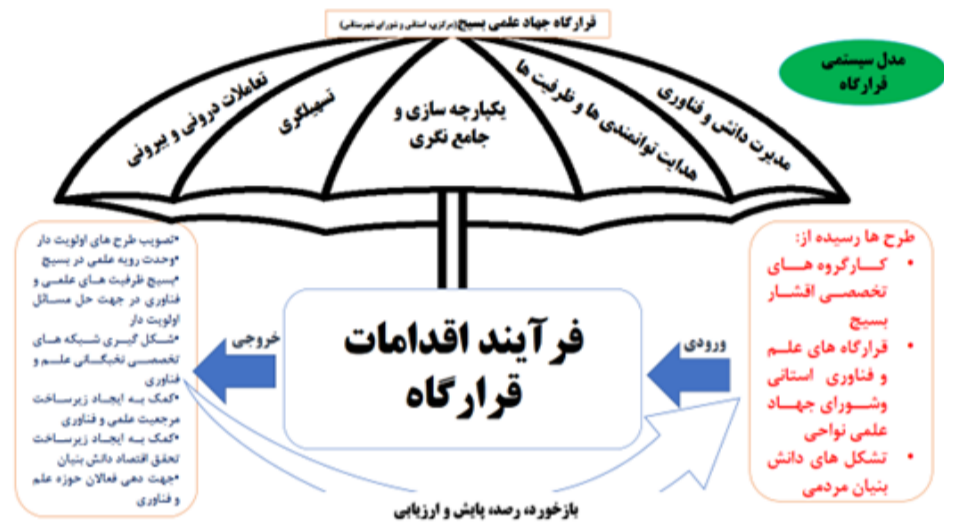 قرارگاه جهاد علمی بسیج(مرکزی، استانی و شورای شهرستانی)
مدل سیستمی
قرارگاه
مدیرت دانش و فناوری
هدایت توانمندی ها و ظرفیت ها
یکپارچه سازی و
جامع نگری
تسهیلگری
تعاملات درونی و بیرونی
طرح ها رسیده از:
• کارگروه های
تخصصی اقشار
بسیج
• قرارگاه های علم
و فناوری استانی
وشورای جهاد
علمی نواحی
• تشکل های دانش
بنیان مردمی
ورودی
فرآیند اقدامات
قرارگاه
خروجی
•تصویب طرح های اولویت دار
•وحدت رویه علمی در بسیج
•بسیج ظرفیت های علمی و
فناوری در جهت حل مسائل
اولویت دار
•شکل گیری شبکه های
تخصصی نخبگانی علم و
فناوری
•کمک به ایجاد زیرساخت
مرجعیت علمی و فناوری
•کمک به ایجاد زیرساخت
تحقق اقتصاد دانش بنیان
•جهت دهی فعالان حوزه علم
و فناوری
بازخورد، رصد، پایش و ارزیابی